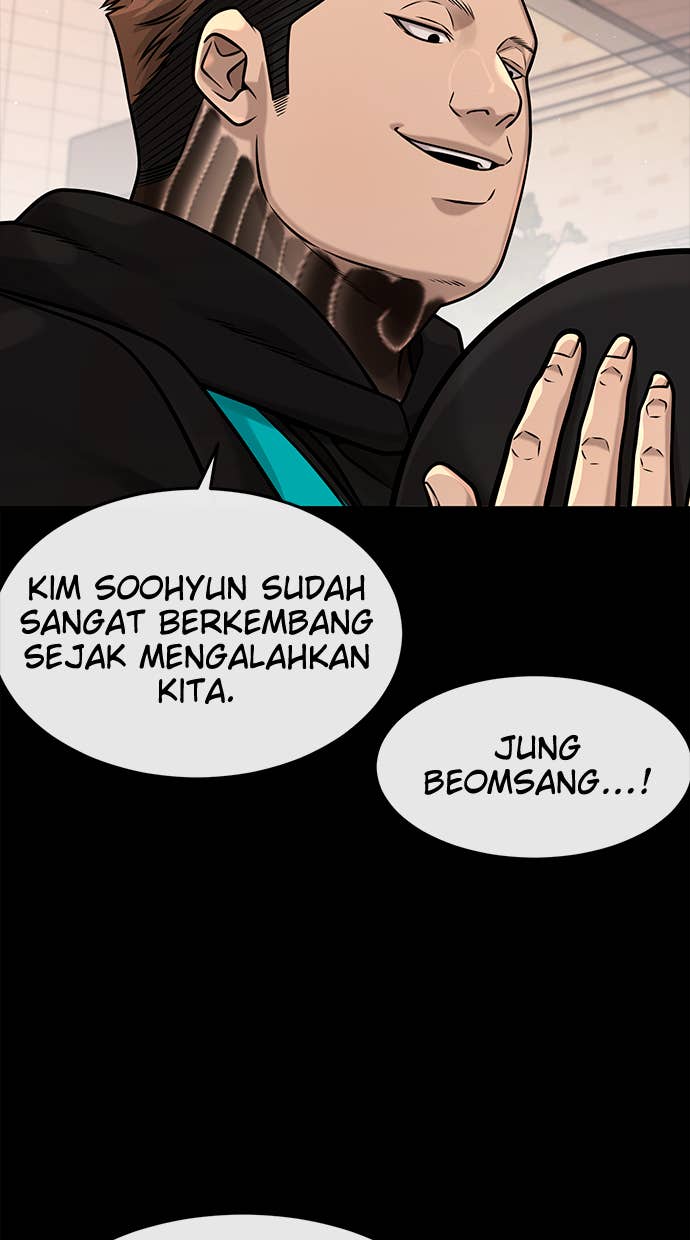 KIM SOOHYUN SUDAH
SANGAT BERKEMBANG
SEJAK MENGALAHKAN
KITA.
JUNG
BEOMSANG...!